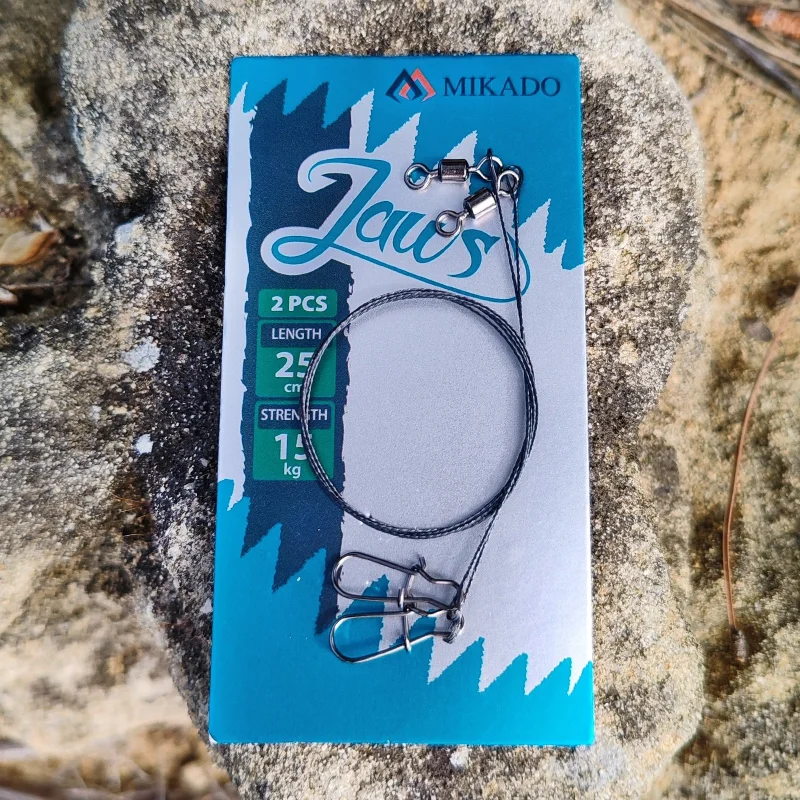 MIKADO
Jaws
2 PCS
LENGTH
25
cm
STRENGTH
15
kg